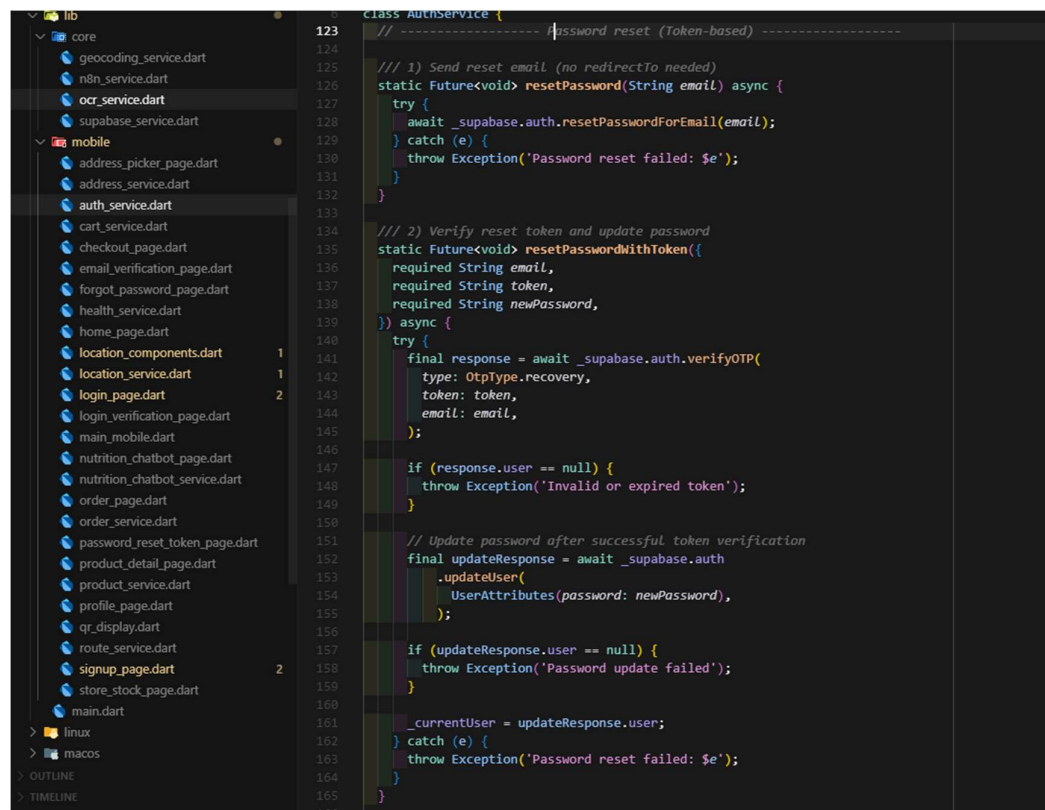 lib
core
geocoding_service.dart
n8n_service.dart
ocr_service.dart
supabase_service.dart
mobile
address_picker_page.dart
address_service.dart
auth_service.dart
cart_service.dart
checkout_page.dart
email_verification_page.dart
forgot_password_page.dart
health_service.dart
home_page.dart
location_components.dart 1
location_service.dart 1
login_page.dart 2
login_verification_page.dart
main_mobile.dart
nutrition_chatbot_page.dart
nutrition_chatbot_service.dart
order_page.dart
order_service.dart
password_reset_token_page.dart
product_detail_page.dart
product_service.dart
profile_page.dart
qr_display.dart
route_service.dart
signup_page.dart 2
store_stock_page.dart
main.dart
linux
macos
OUTLINE
TIMELINE
6 class AuthService {
123 // ------------------- Password reset (Token-based) -------------------
124
125 /// 1) Send reset email (no redirectTo needed)
126 static Future<void> resetPassword(String email) async {
127 try {
128 await _supabase.auth.resetPasswordForEmail(email);
129 } catch (e) {
130 throw Exception('Password reset failed: $e');
131 }
132 }
133
134 /// 2) Verify reset token and update password
135 static Future<void> resetPasswordWithToken({
136 required String email,
137 required String token,
138 required String newPassword,
139 }) async {
140 try {
141 final response = await _supabase.auth.verifyOTP(
142 type: OtpType.recovery,
143 token: token,
144 email: email,
145 );
146
147 if (response.user == null) {
148 throw Exception('Invalid or expired token');
149 }
150
151 // Update password after successful token verification
152 final updateResponse = await _supabase.auth
153 .updateUser(
154 UserAttributes(password: newPassword),
155 );
156
157 if (updateResponse.user == null) {
158 throw Exception('Password update failed');
159 }
160
161 _currentUser = updateResponse.user;
162 } catch (e) {
163 throw Exception('Password reset failed: $e');
164 }
165 }